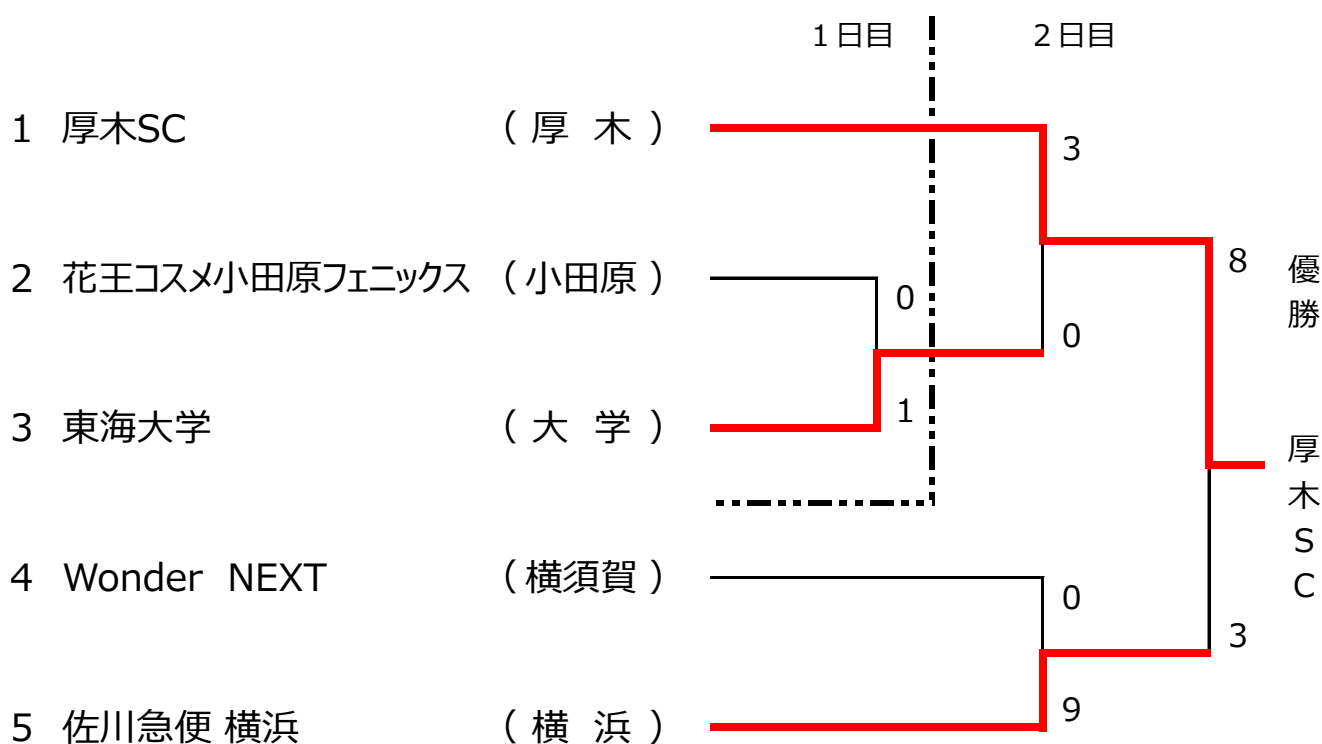 1日目 2日目
1 厚木SC （厚 木）
3
2 花王コスメ小田原フェニックス （小田原）
0
8
0
3 東海大学 （大 学）
1
4 Wonder NEXT （横須賀）
0
3
5 佐川急便 横浜 （横 浜）
9
優勝
厚木SC